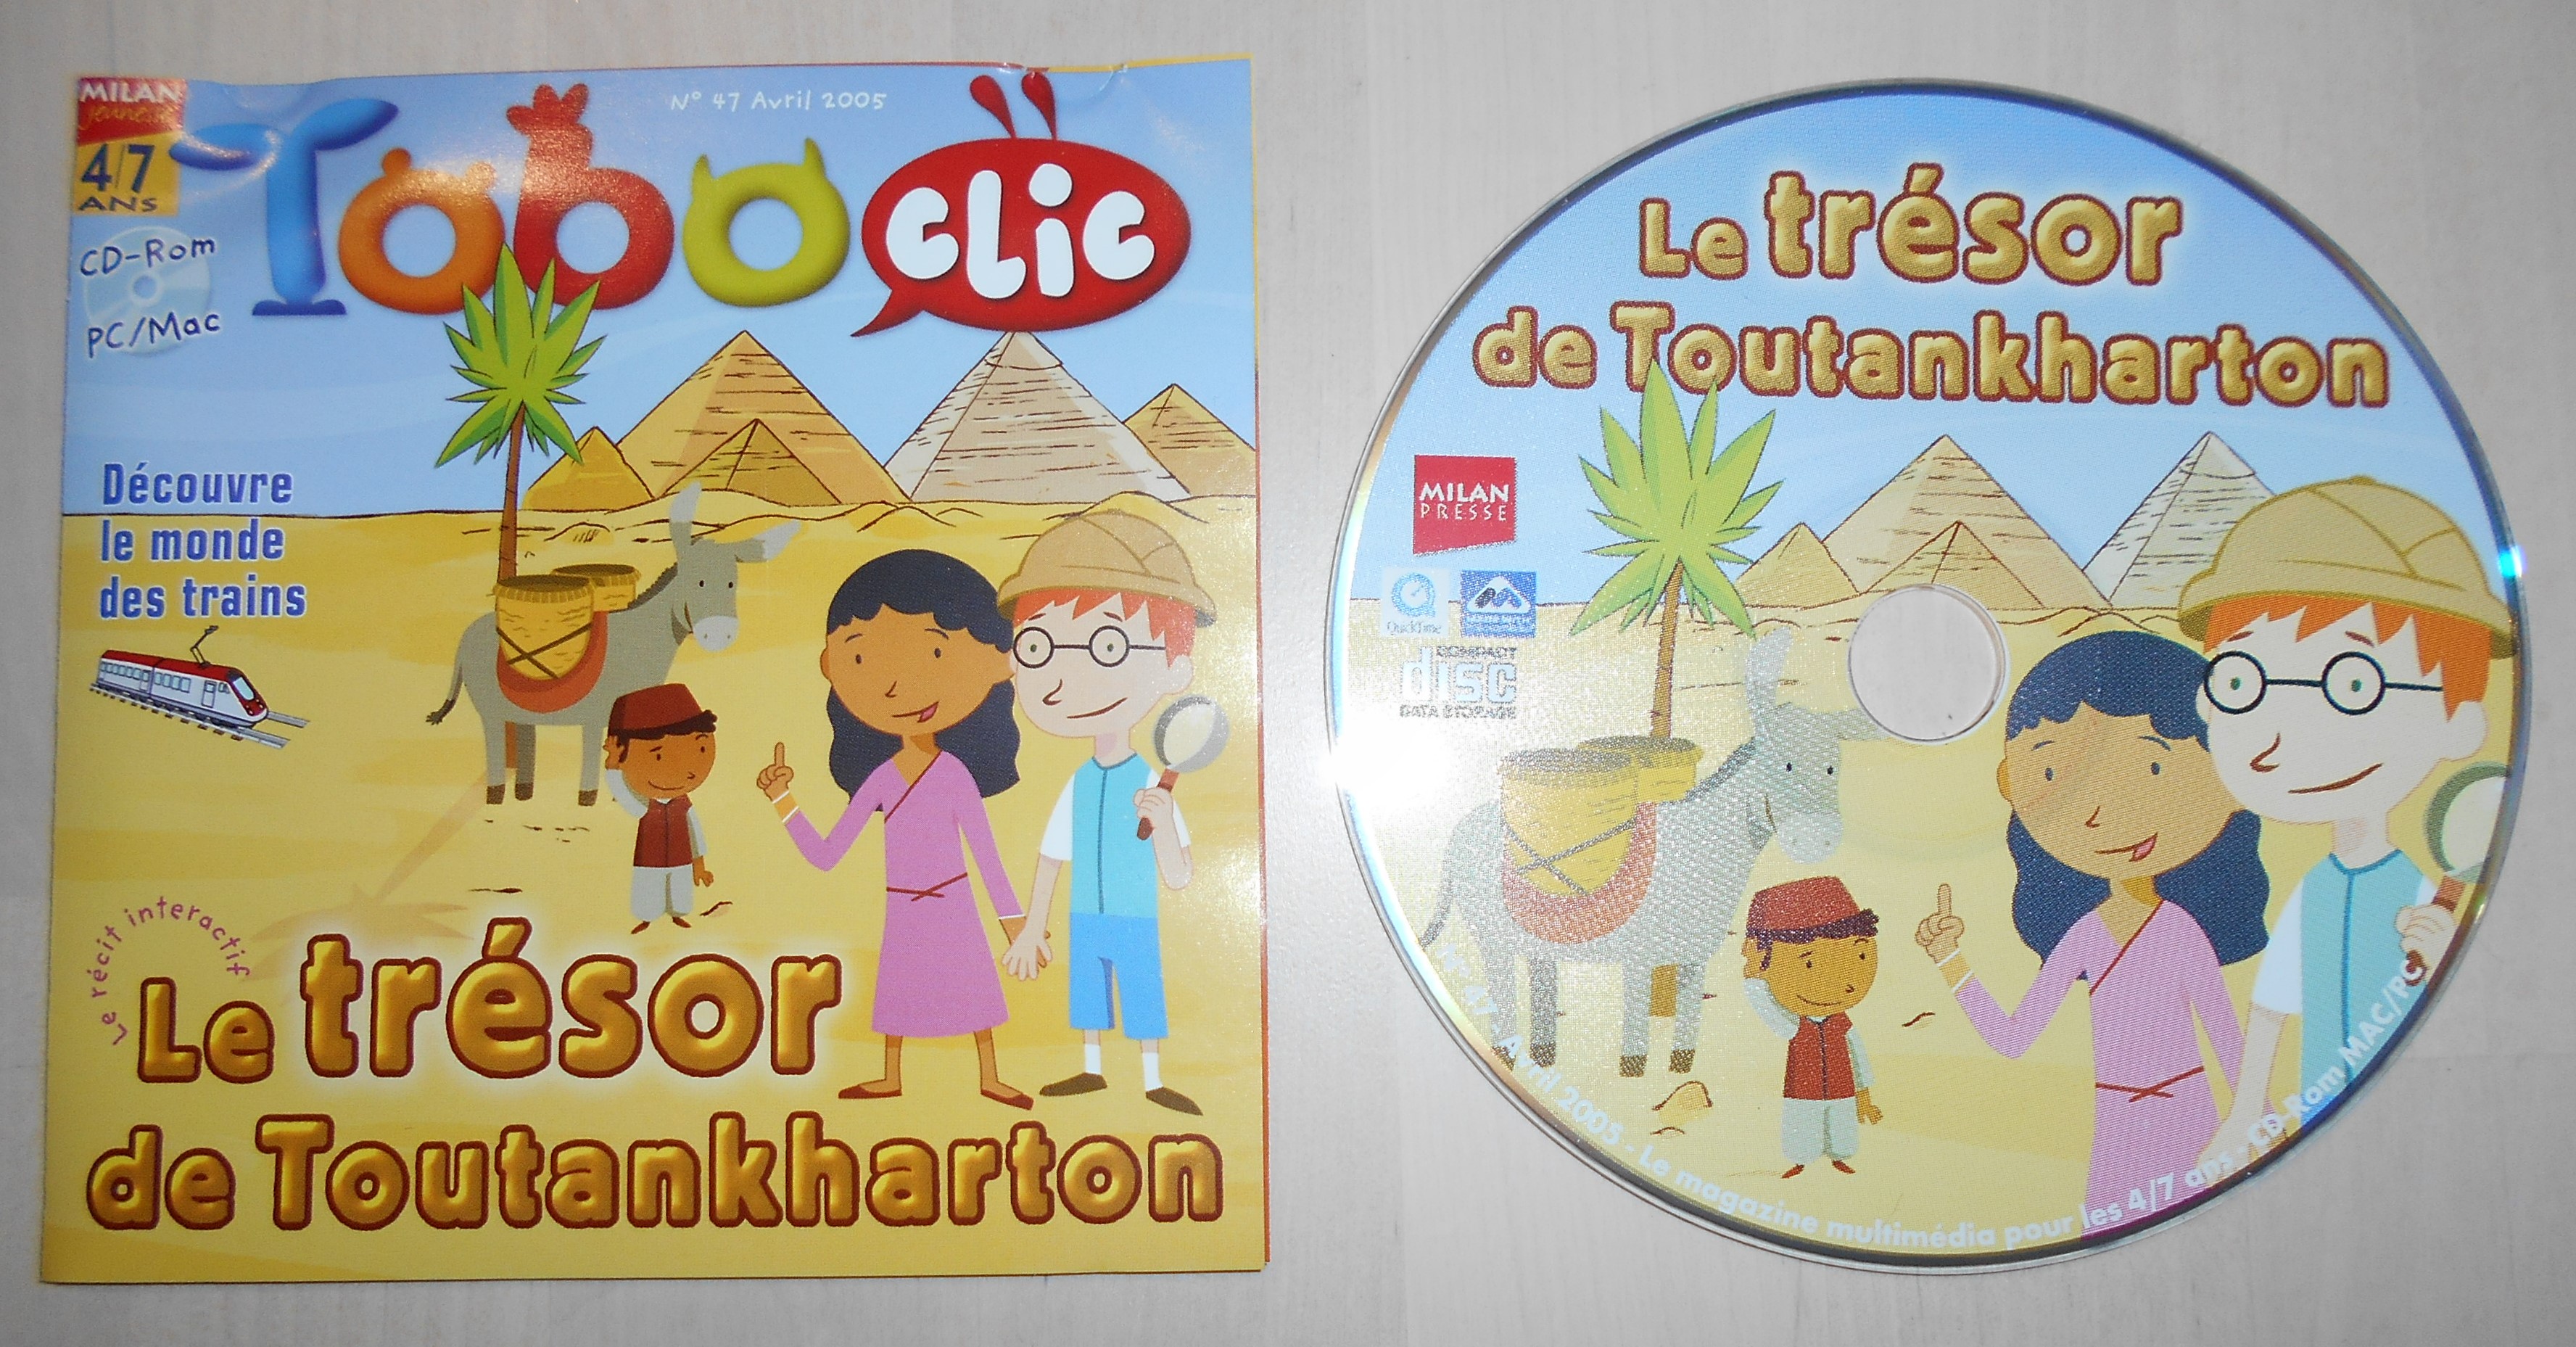 MILAN
jeunesse
4/7
ANS
CD-Rom
PC/Mac
N° 47 Avril 2005
Tobo clic
Découvre
le monde
des trains
Le récit interactif
Le trésor
de Toutankharton
Le trésor
de Toutankharton
MILAN
PRESSE
QuickTime
COMPACT
disc
DATA STORAGE
N° 47 - Avril 2005 - Le magazine multimédia pour les 4/7 ans - CD-Rom MAC/PC